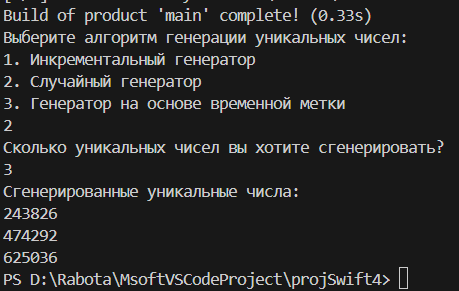 Build of product 'main' complete! (0.33s)
Выберите алгоритм генерации уникальных чисел:
1. Инкрементальный генератор
2. Случайный генератор
3. Генератор на основе временной метки
2
Сколько уникальных чисел вы хотите сгенерировать?
3
Сгенерированные уникальные числа:
243826
474292
625036
PS D:\Rabota\MsoftVSCodeProject\projSwift4>